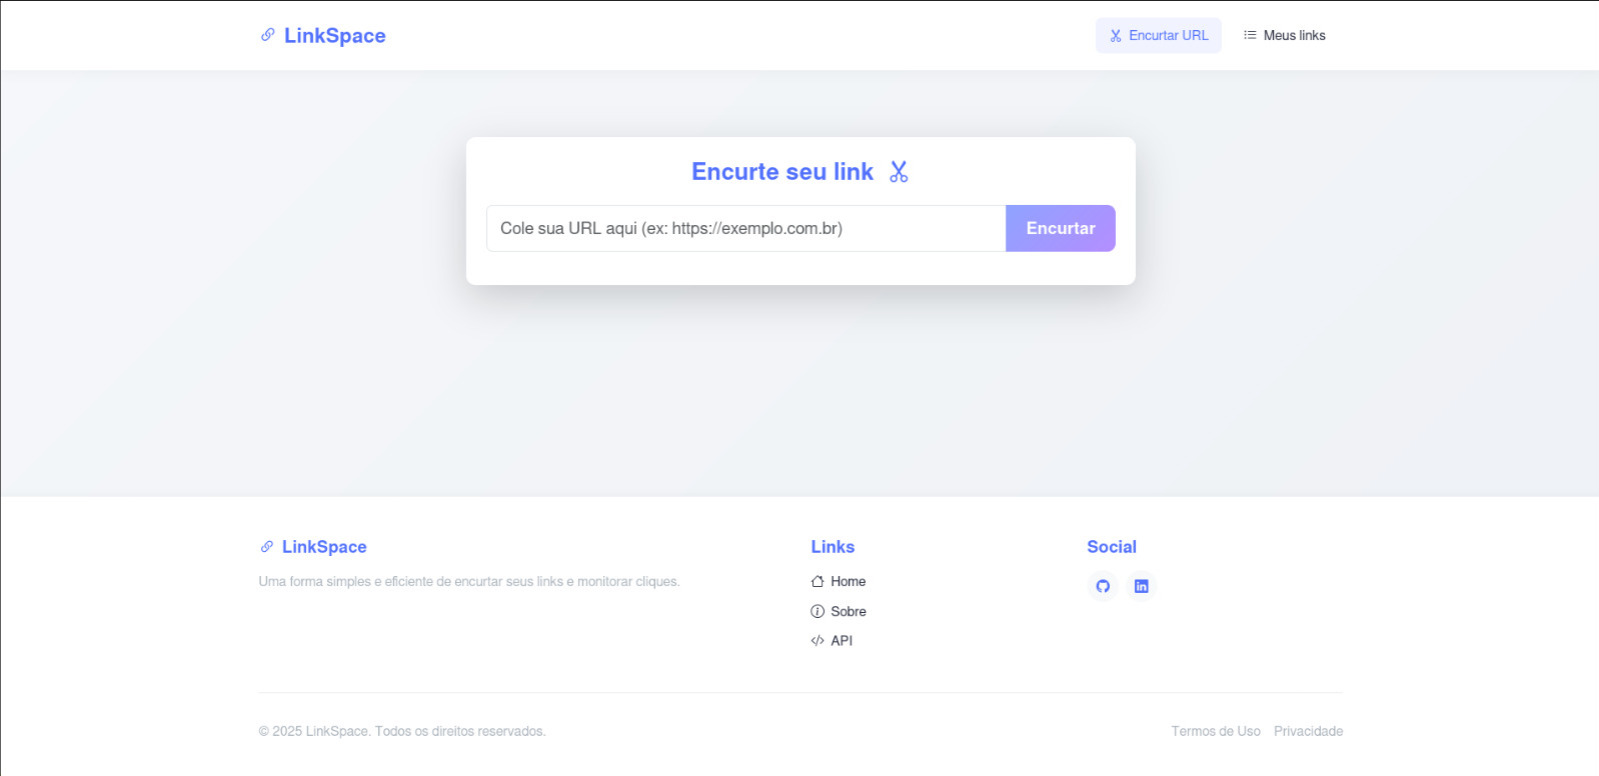 LinkSpace
Encurtar URL
Meus links
Encurte seu link
Cole sua URL aqui (ex: https://exemplo.com.br)
Encurtar
LinkSpace
Uma forma simples e eficiente de encurtar seus links e monitorar cliques.
Links
Home
Sobre
API
Social
© 2025 LinkSpace. Todos os direitos reservados.
Termos de Uso
Privacidade